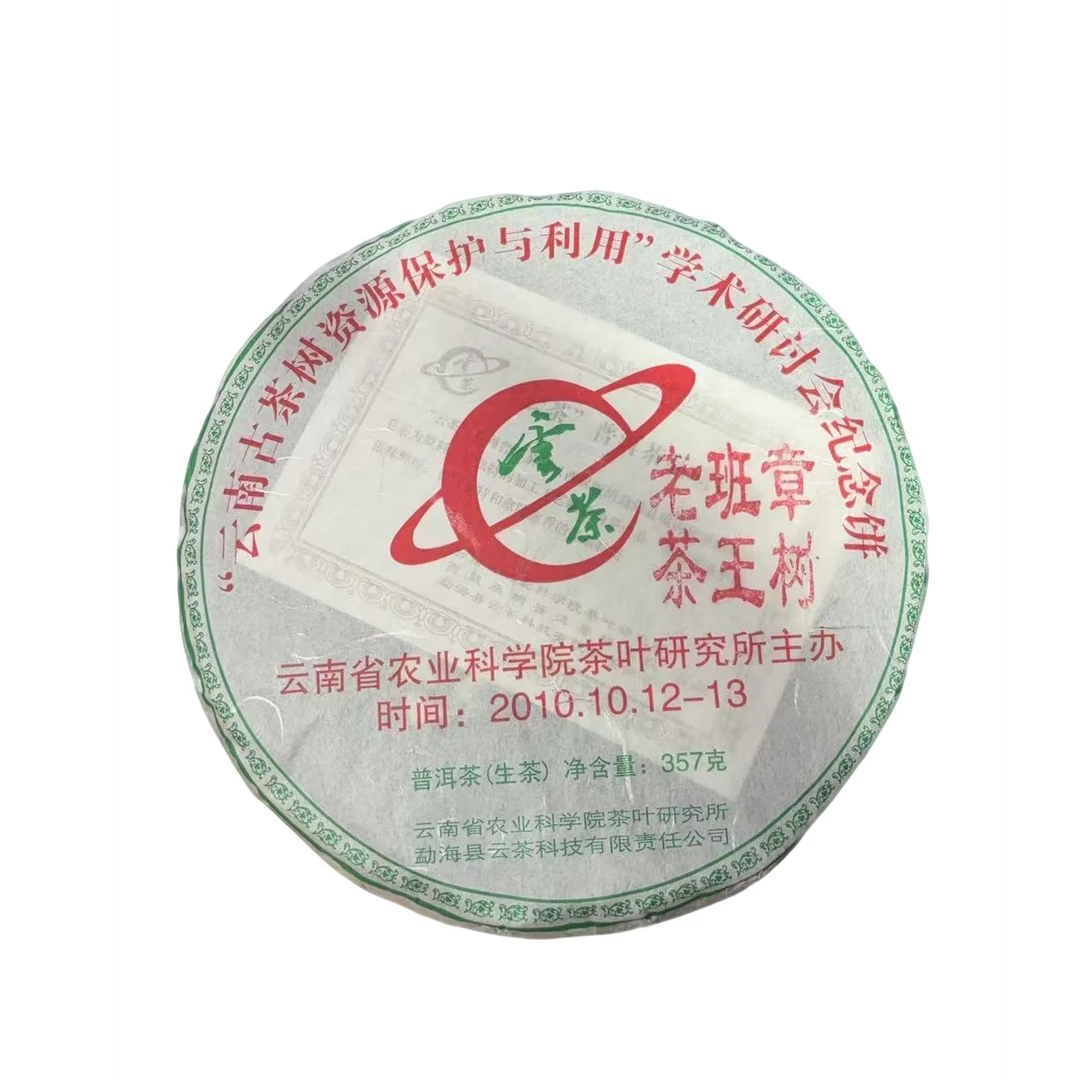 “云南古茶树资源保护与利用”学术研讨会纪念饼
雲茶
老班章
茶王树
云南省农业科学院茶叶研究所主办
时间：2010.10.12-13
普洱茶(生茶) 净含量：357克
云南省农业科学院茶叶研究所
勐海县云茶科技有限责任公司